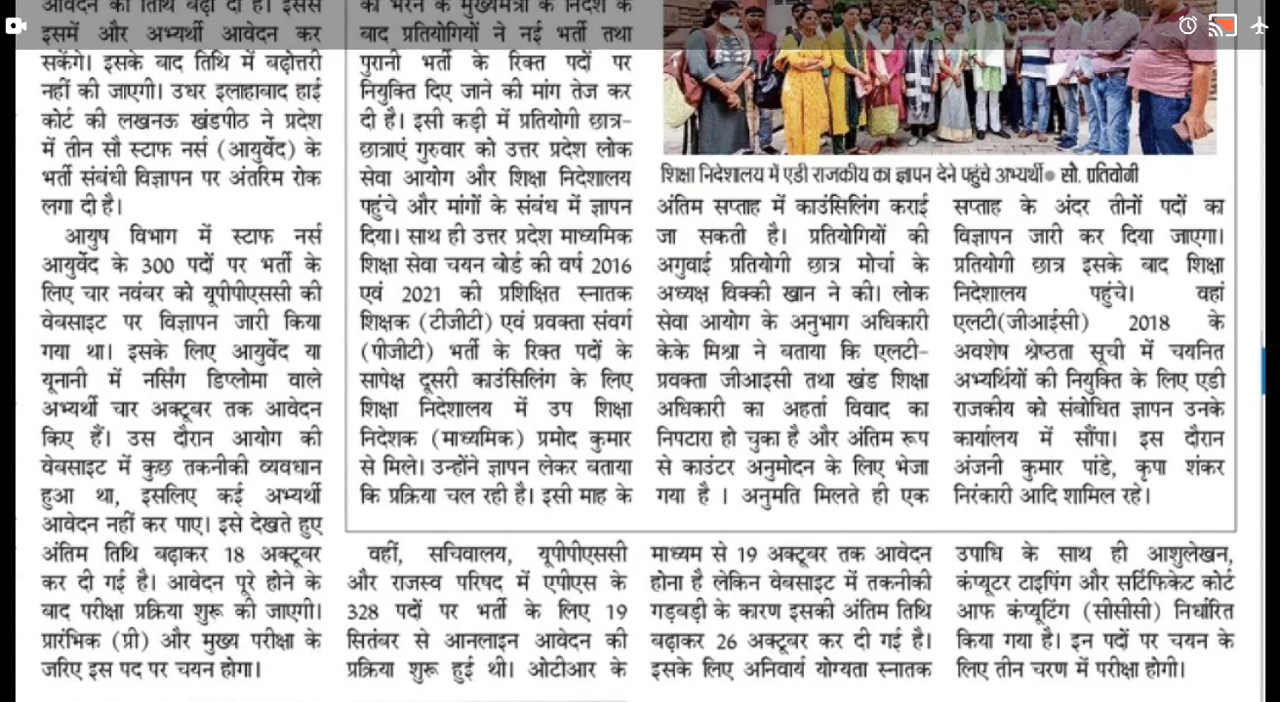 आवेदन की तिथि बढ़ा दी है। इससे
इसमें और अभ्यर्थी आवेदन कर
सकेंगे। इसके बाद तिथि में बढ़ोत्तरी
नहीं की जाएगी। उधर इलाहाबाद हाई
कोर्ट की लखनऊ खंडपीठ ने प्रदेश
में तीन सौ स्टाफ नर्स (आयुर्वेद) के
भर्ती संबंधी विज्ञापन पर अंतरिम रोक
लगा दी है।
आयुष विभाग में स्टाफ नर्स
आयुर्वेद के 300 पदों पर भर्ती के
लिए चार नवंबर को यूपीपीएससी की
वेबसाइट पर विज्ञापन जारी किया
गया था। इसके लिए आयुर्वेद या
यूनानी में नर्सिंग डिप्लोमा वाले
अभ्यर्थी चार अक्टूबर तक आवेदन
किए हैं। उस दौरान आयोग की
वेबसाइट में कुछ तकनीकी व्यवधान
हुआ था, इसलिए कई अभ्यर्थी
आवेदन नहीं कर पाए। इसे देखते हुए
अंतिम तिथि बढ़ाकर 18 अक्टूबर
कर दी गई है। आवेदन पूरे होने के
बाद परीक्षा प्रक्रिया शुरू की जाएगी।
प्रारंभिक (प्री) और मुख्य परीक्षा के
जरिए इस पद पर चयन होगा।
को भरने के मुख्यमंत्री के निर्देश के
बाद प्रतियोगियों ने नई भर्ती तथा
पुरानी भर्ती के रिक्त पदों पर
नियुक्ति दिए जाने की मांग तेज कर
दी है। इसी कड़ी में प्रतियोगी छात्र-
छात्राएं गुरुवार को उत्तर प्रदेश लोक
सेवा आयोग और शिक्षा निदेशालय
पहुंचे और मांगों के संबंध में ज्ञापन
दिया। साथ ही उत्तर प्रदेश माध्यमिक
शिक्षा सेवा चयन बोर्ड की वर्ष 2016
एवं 2021 की प्रशिक्षित स्नातक
शिक्षक (टीजीटी) एवं प्रवक्ता संवर्ग
(पीजीटी) भर्ती के रिक्त पदों के
सापेक्ष दूसरी काउंसिलिंग के लिए
शिक्षा निदेशालय में उप शिक्षा
निदेशक (माध्यमिक) प्रमोद कुमार
से मिले। उन्होंने ज्ञापन लेकर बताया
कि प्रक्रिया चल रही है। इसी माह के
शिक्षा निदेशालय में एडी राजकीय का ज्ञापन देने पहुंचे अभ्यर्थी● सो. प्रतियोगी
अंतिम सप्ताह में काउंसिलिंग कराई
जा सकती है। प्रतियोगियों की
अगुवाई प्रतियोगी छात्र मोर्चा के
अध्यक्ष विक्की खान ने की। लोक
सेवा आयोग के अनुभाग अधिकारी
केके मिश्रा ने बताया कि एलटी-
प्रवक्ता जीआइसी तथा खंड शिक्षा
अधिकारी का अहर्ता विवाद का
निपटारा हो चुका है और अंतिम रूप
से काउंटर अनुमोदन के लिए भेजा
गया है । अनुमति मिलते ही एक
सप्ताह के अंदर तीनों पदों का
विज्ञापन जारी कर दिया जाएगा।
प्रतियोगी छात्र इसके बाद शिक्षा
निदेशालय पहुंचे। वहां
एलटी(जीआईसी) 2018 के
अवशेष श्रेष्ठता सूची में चयनित
अभ्यर्थियों की नियुक्ति के लिए एडी
राजकीय को संबोधित ज्ञापन उनके
कार्यालय में सौंपा। इस दौरान
अंजनी कुमार पांडे, कृपा शंकर
निरंकारी आदि शामिल रहे।
वहीं, सचिवालय, यूपीपीएससी
और राजस्व परिषद में एपीएस के
328 पदों पर भर्ती के लिए 19
सितंबर से आनलाइन आवेदन की
प्रक्रिया शुरू हुई थी। ओटीआर के
माध्यम से 19 अक्टूबर तक आवेदन
होना है लेकिन वेबसाइट में तकनीकी
गड़बड़ी के कारण इसकी अंतिम तिथि
बढ़ाकर 26 अक्टूबर कर दी गई है।
इसके लिए अनिवार्य योग्यता स्नातक
उपाधि के साथ ही आशुलेखन,
कंप्यूटर टाइपिंग और सर्टिफिकेट कोर्ट
आफ कंप्यूटिंग (सीसीसी) निर्धारित
किया गया है। इन पदों पर चयन के
लिए तीन चरण में परीक्षा होगी।